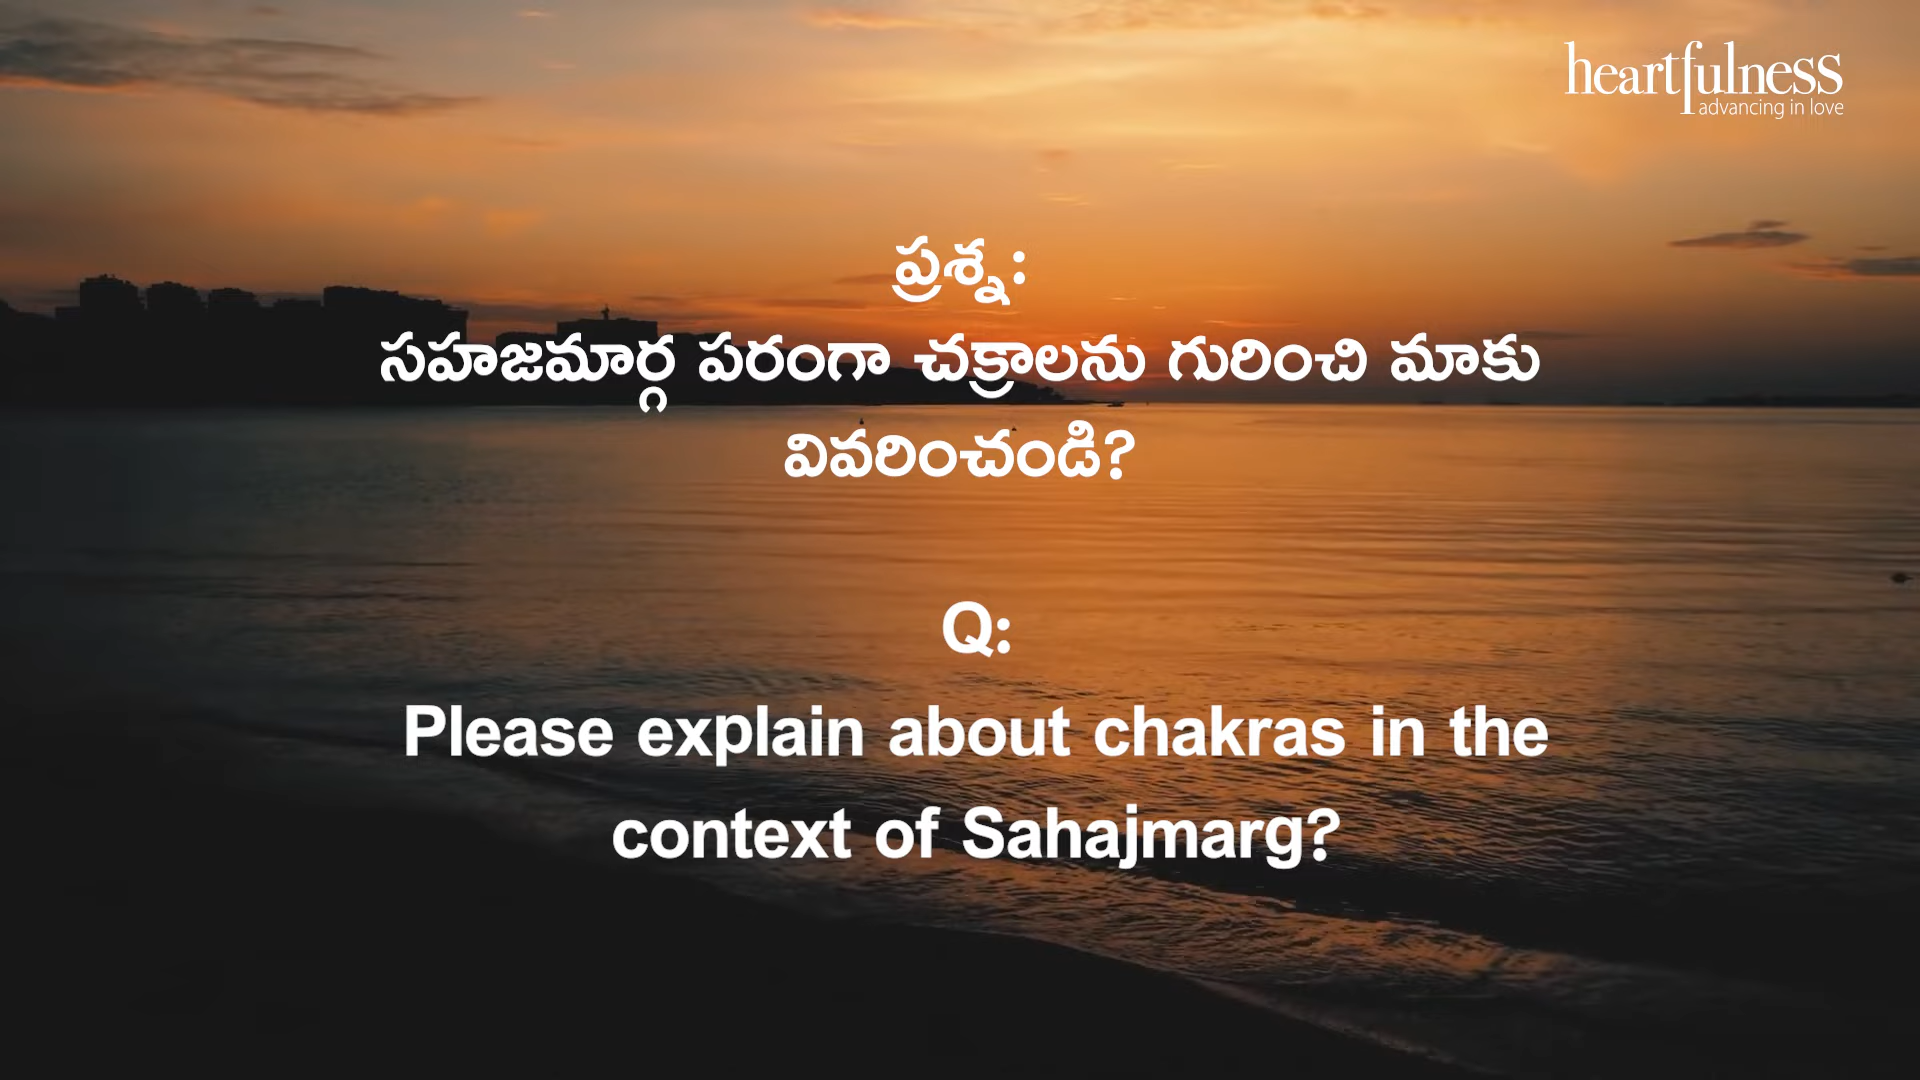 heartfulness
advancing in love
ప్రశ్న:
సహజమార్గ పరంగా చక్రాలను గురించి మాకు
వివరించండి?
Q:
Please explain about chakras in the
context of Sahajmarg?